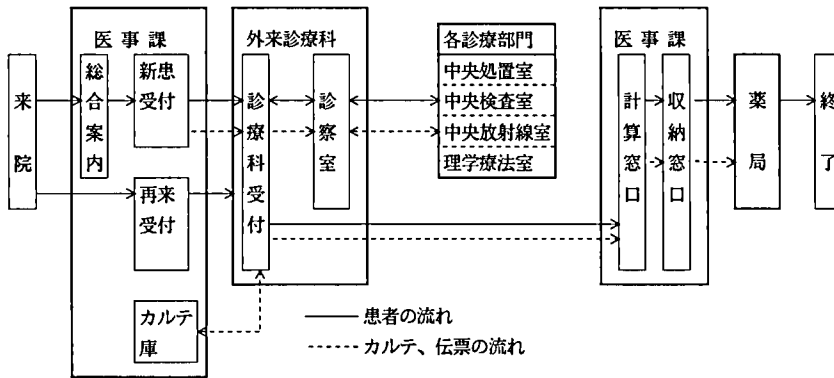 医事課
外来診療科
各診療部門
医事課
来院
総合案内
新患
受付
再来
受付
カルテ
庫
診療科受付
診察室
中央処置室
中央検査室
中央放射線室
理学療法室
計算窓口
収納窓口
薬局
終了
患者の流れ
カルテ、伝票の流れ